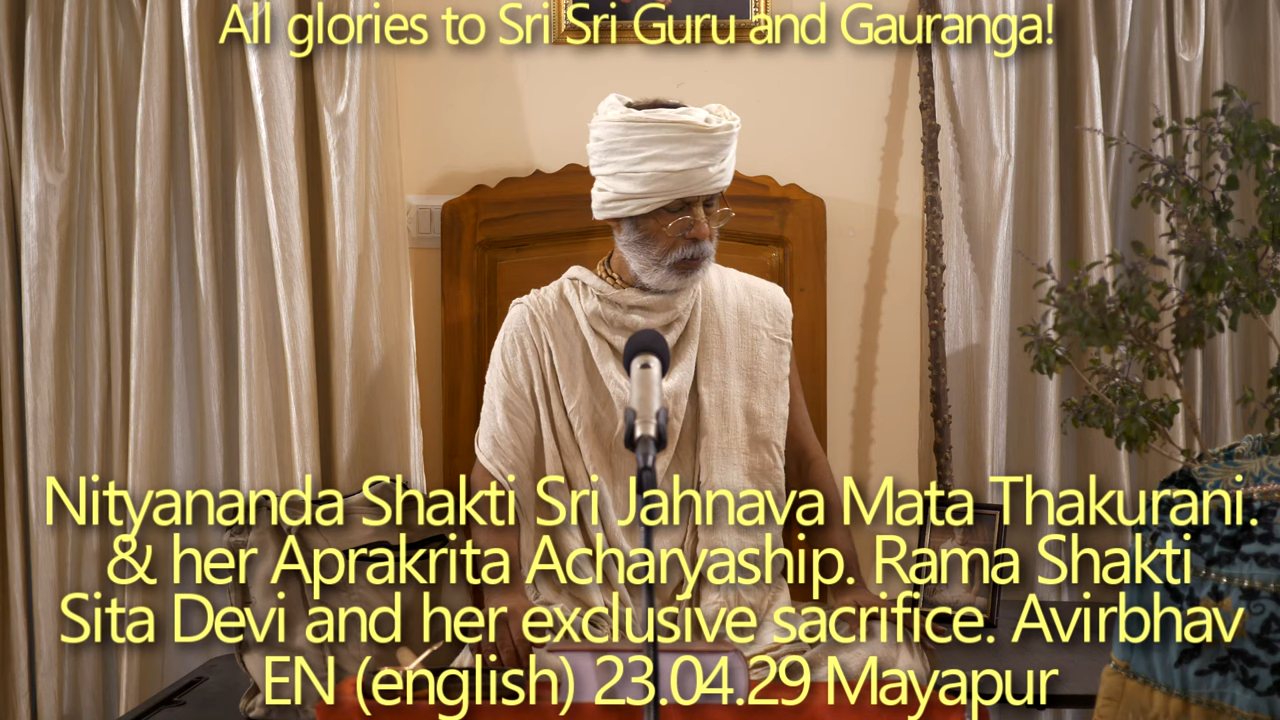 All glories to Sri Sri Guru and Gauranga!
Nityananda Shakti Sri Jahnava Mata Thakurani.
& her Aprakrita Acharyaship. Rama Shakti
Sita Devi and her exclusive sacrifice. Avirbhav
EN (english) 23.04.29 Mayapur